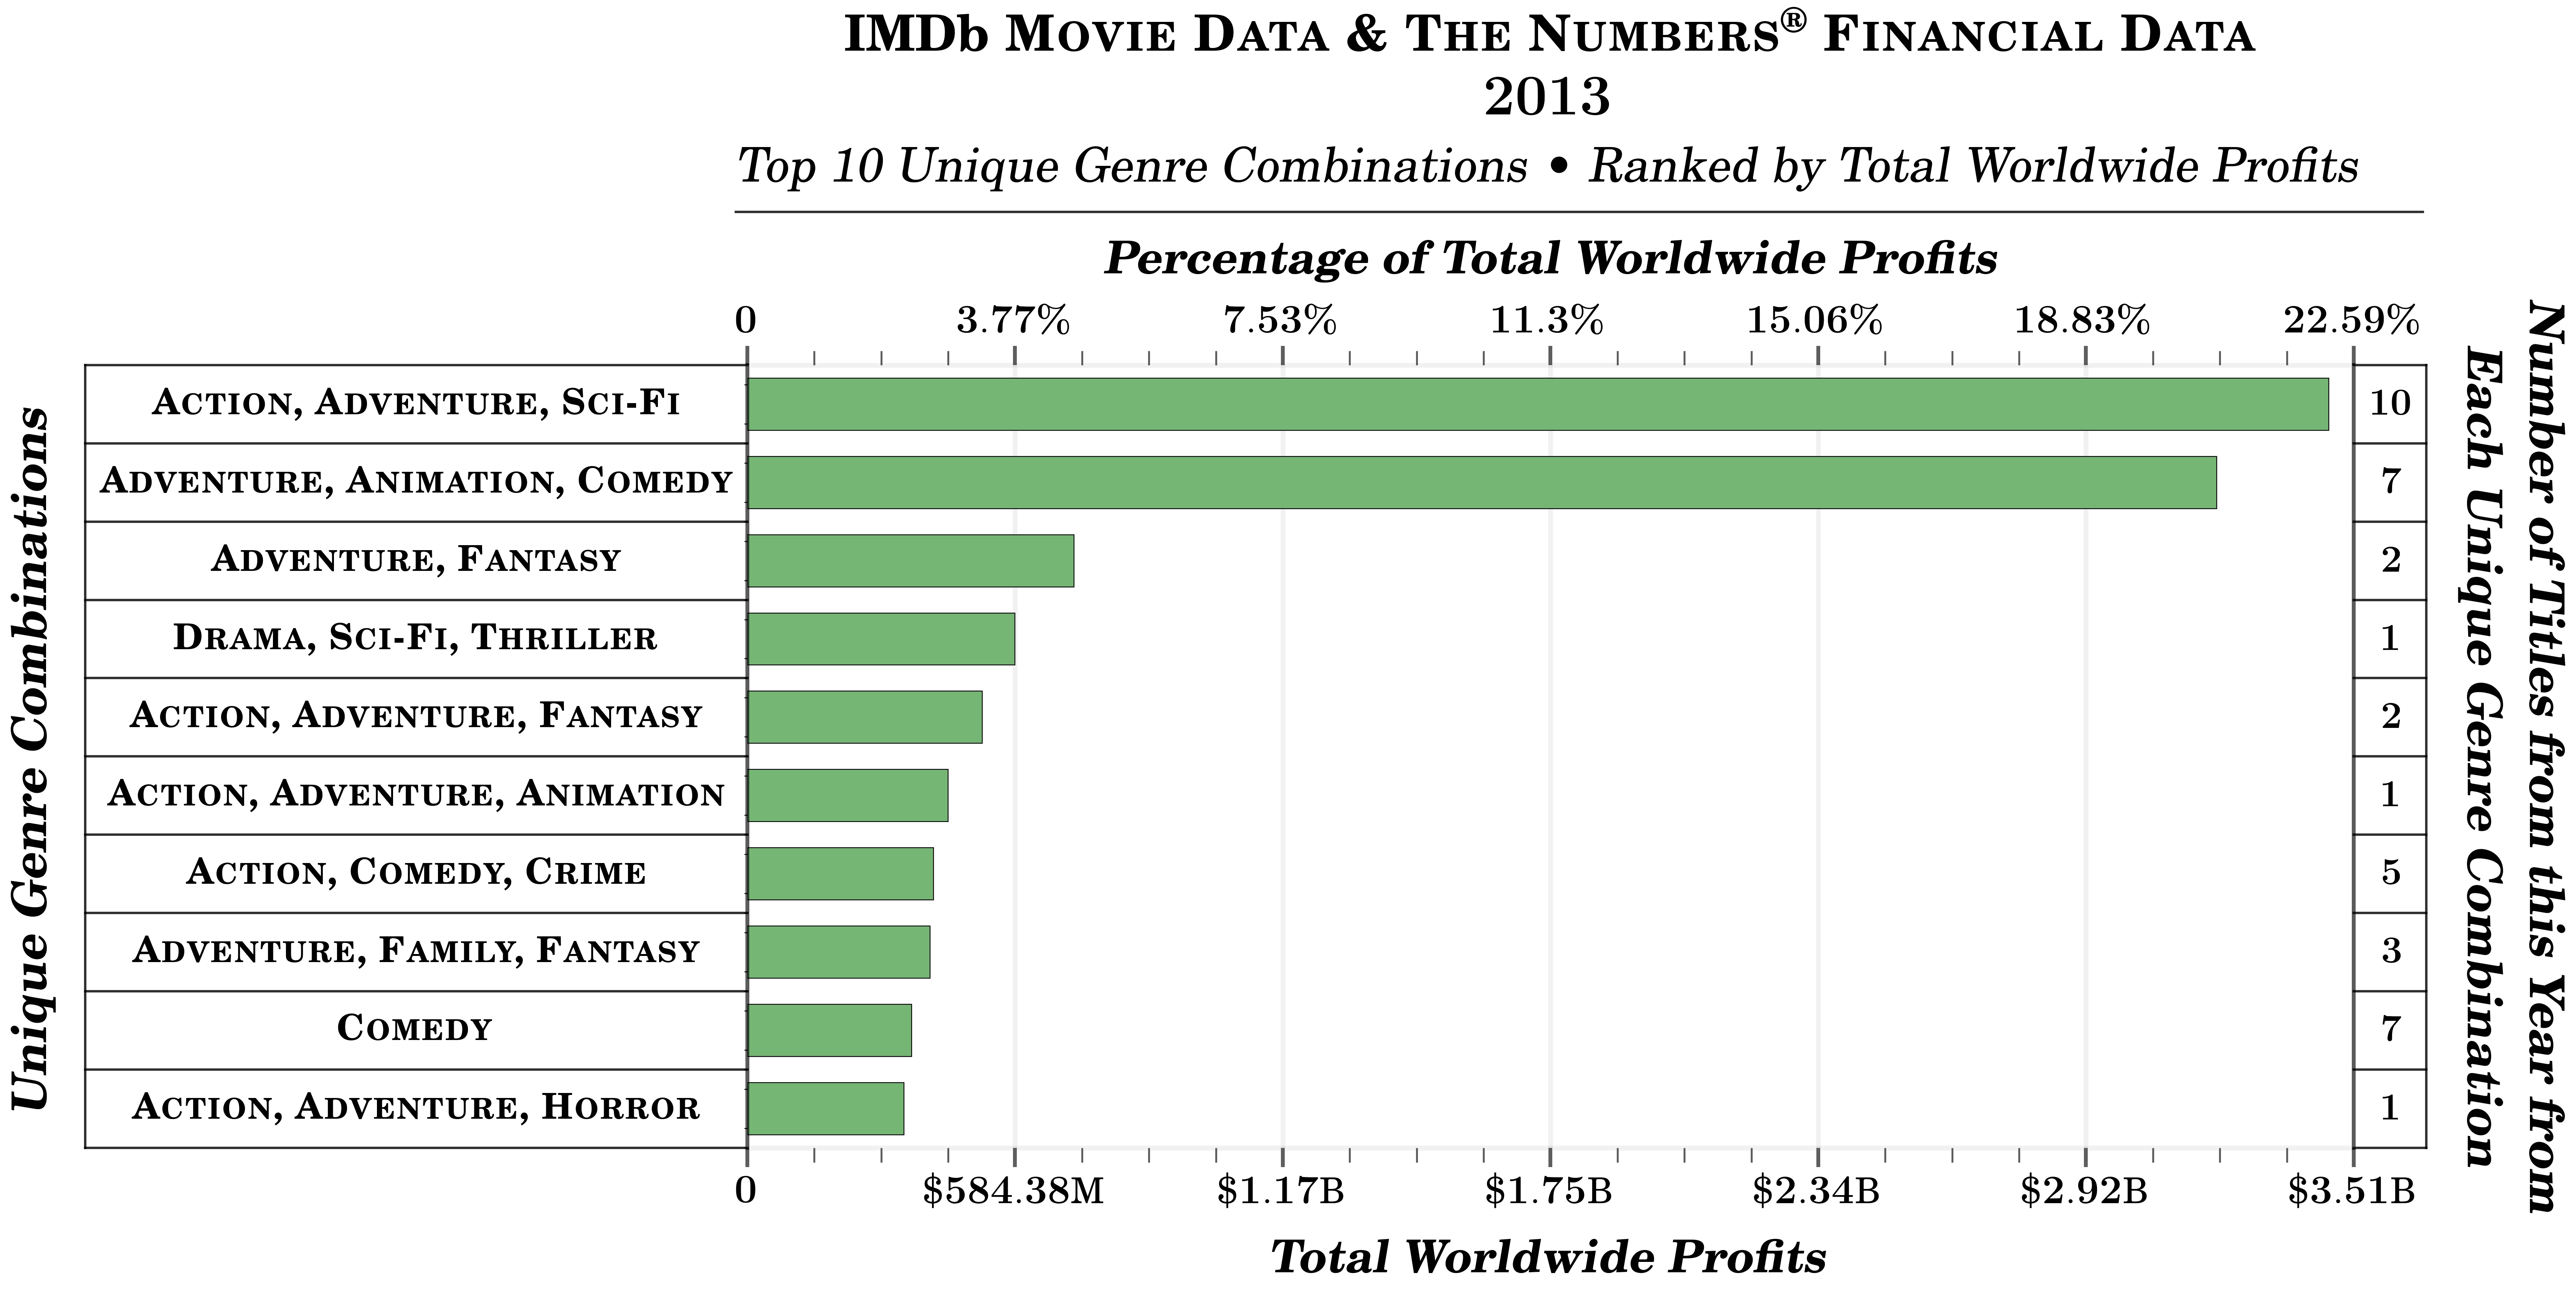 IMDb Movie Data & The Numbers® Financial Data
2013
Top 10 Unique Genre Combinations • Ranked by Total Worldwide Profits
Percentage of Total Worldwide Profits
0 3.77% 7.53% 11.3% 15.06% 18.83% 22.59%
Unique Genre Combinations
Action, Adventure, Sci-Fi 10
Adventure, Animation, Comedy 7
Adventure, Fantasy 2
Drama, Sci-Fi, Thriller 1
Action, Adventure, Fantasy 2
Action, Adventure, Animation 1
Action, Comedy, Crime 5
Adventure, Family, Fantasy 3
Comedy 7
Action, Adventure, Horror 1
Number of Titles from this Year from
Each Unique Genre Combination
0 $584.38M $1.17B $1.75B $2.34B $2.92B $3.51B
Total Worldwide Profits